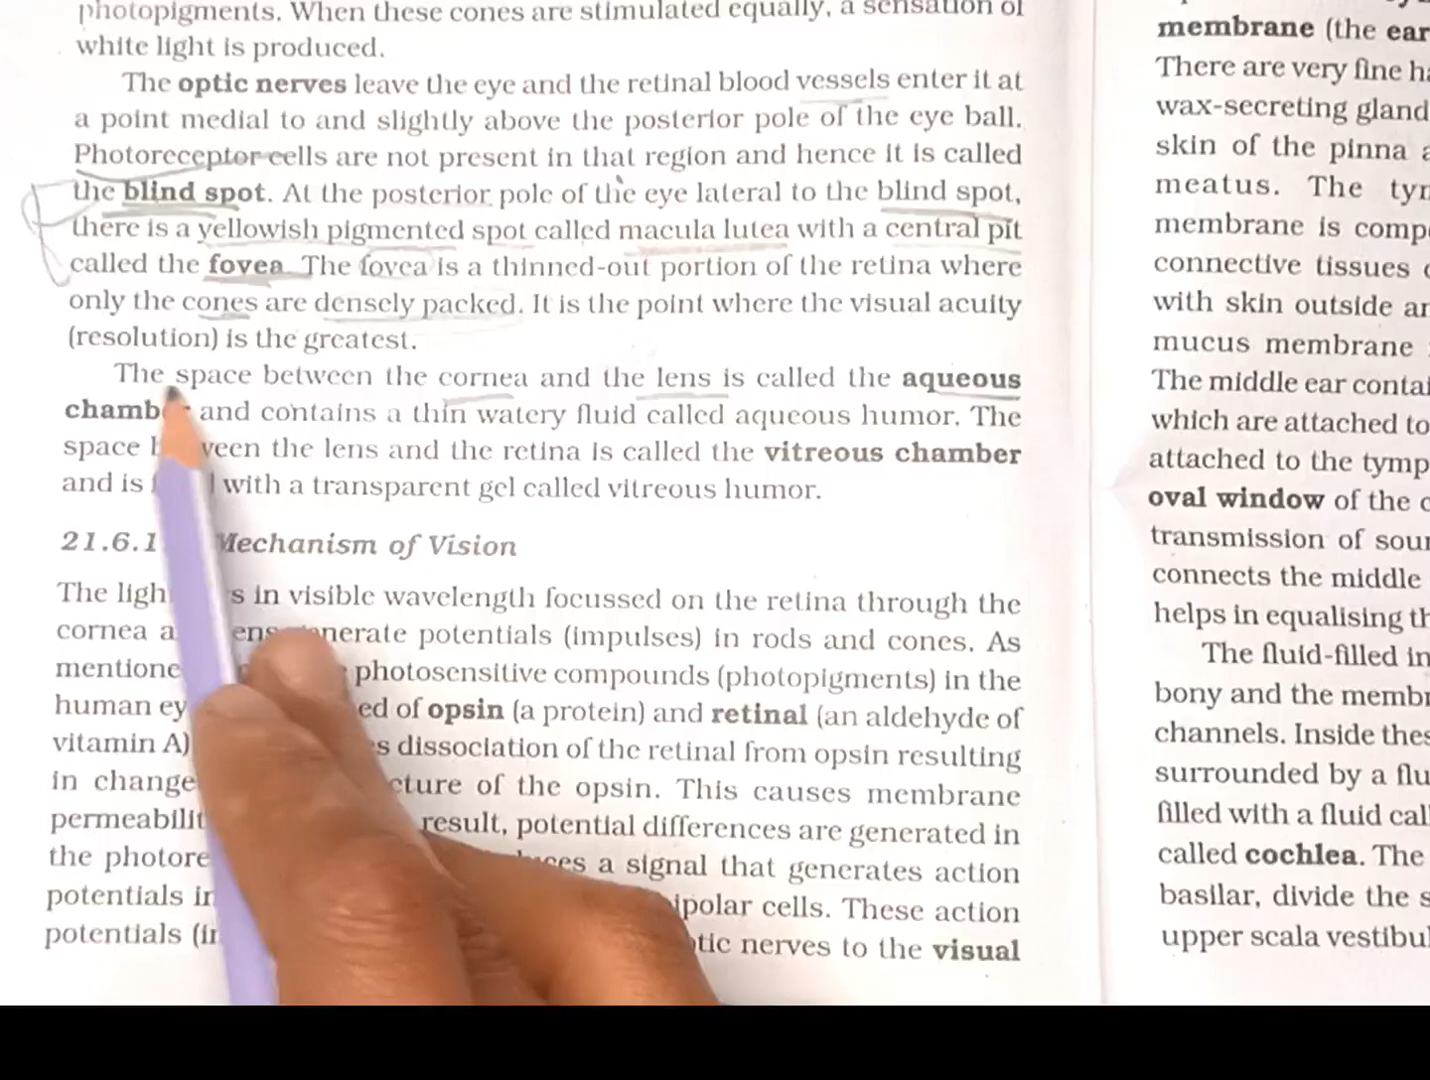 photopigments. When these cones are stimulated equally, a sensation of
white light is produced.
The optic nerves leave the eye and the retinal blood vessels enter it at
a point medial to and slightly above the posterior pole of the eye ball.
Photoreceptor cells are not present in that region and hence it is called
the blind spot. At the posterior pole of the eye lateral to the blind spot,
there is a yellowish pigmented spot called macula lutea with a central pit
called the fovea. The fovea is a thinned-out portion of the retina where
only the cones are densely packed. It is the point where the visual acuity
(resolution) is the greatest.
The space between the cornea and the lens is called the aqueous
chamb and contains a thin watery fluid called aqueous humor. The
space b veen the lens and the retina is called the vitreous chamber
and is with a transparent gel called vitreous humor.
21.6.1 Mechanism of Vision
The ligh s in visible wavelength focussed on the retina through the
cornea a ens nerate potentials (impulses) in rods and cones. As
mentione photosensitive compounds (photopigments) in the
human ey ed of opsin (a protein) and retinal (an aldehyde of
vitamin A) s dissociation of the retinal from opsin resulting
in change cture of the opsin. This causes membrane
permeabilit result, potential differences are generated in
the photore ces a signal that generates action
potentials in ipolar cells. These action
potentials (i tic nerves to the visual
membrane (the ear
There are very fine ha
wax-secreting gland
skin of the pinna a
meatus. The tym
membrane is comp
connective tissues
with skin outside an
mucus membrane
The middle ear contai
which are attached to
attached to the tymp
oval window of the c
transmission of soun
connects the middle
helps in equalising th
The fluid-filled in
bony and the membr
channels. Inside thes
surrounded by a flu
filled with a fluid cal
called cochlea. The
basilar, divide the s
upper scala vestibul